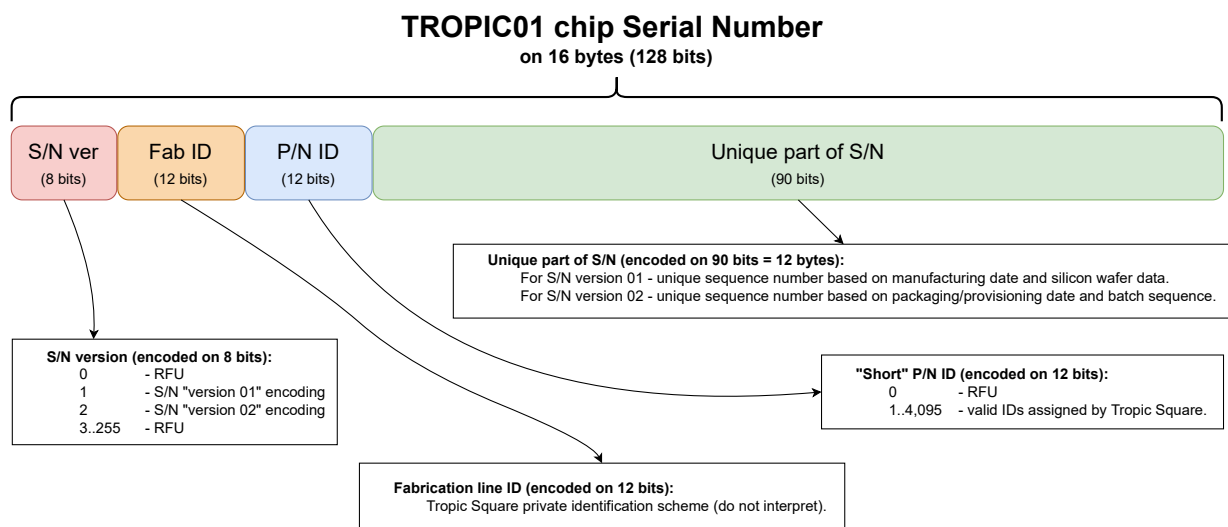 TROPIC01 chip Serial Number
on 16 bytes (128 bits)
S/N ver
(8 bits)
Fab ID
(12 bits)
P/N ID
(12 bits)
Unique part of S/N
(90 bits)
Unique part of S/N (encoded on 90 bits = 12 bytes):
For S/N version 01 - unique sequence number based on manufacturing date and silicon wafer data.
For S/N version 02 - unique sequence number based on packaging/provisioning date and batch sequence.
S/N version (encoded on 8 bits):
0 - RFU
1 - S/N "version 01" encoding
2 - S/N "version 02" encoding
3..255 - RFU
"Short" P/N ID (encoded on 12 bits):
0 - RFU
1..4,095 - valid IDs assigned by Tropic Square.
Fabrication line ID (encoded on 12 bits):
Tropic Square private identification scheme (do not interpret).